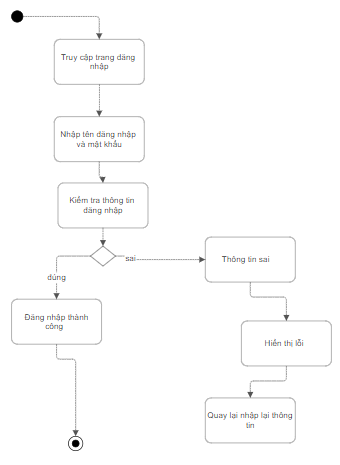 Truy cập trang đăng
nhập
Nhập tên đăng nhập
và mật khẩu
Kiểm tra thông tin
đăng nhập
sai
Thông tin sai
đúng
Đăng nhập thành
công
Hiển thị lỗi
Quay lại nhập lại thông
tin